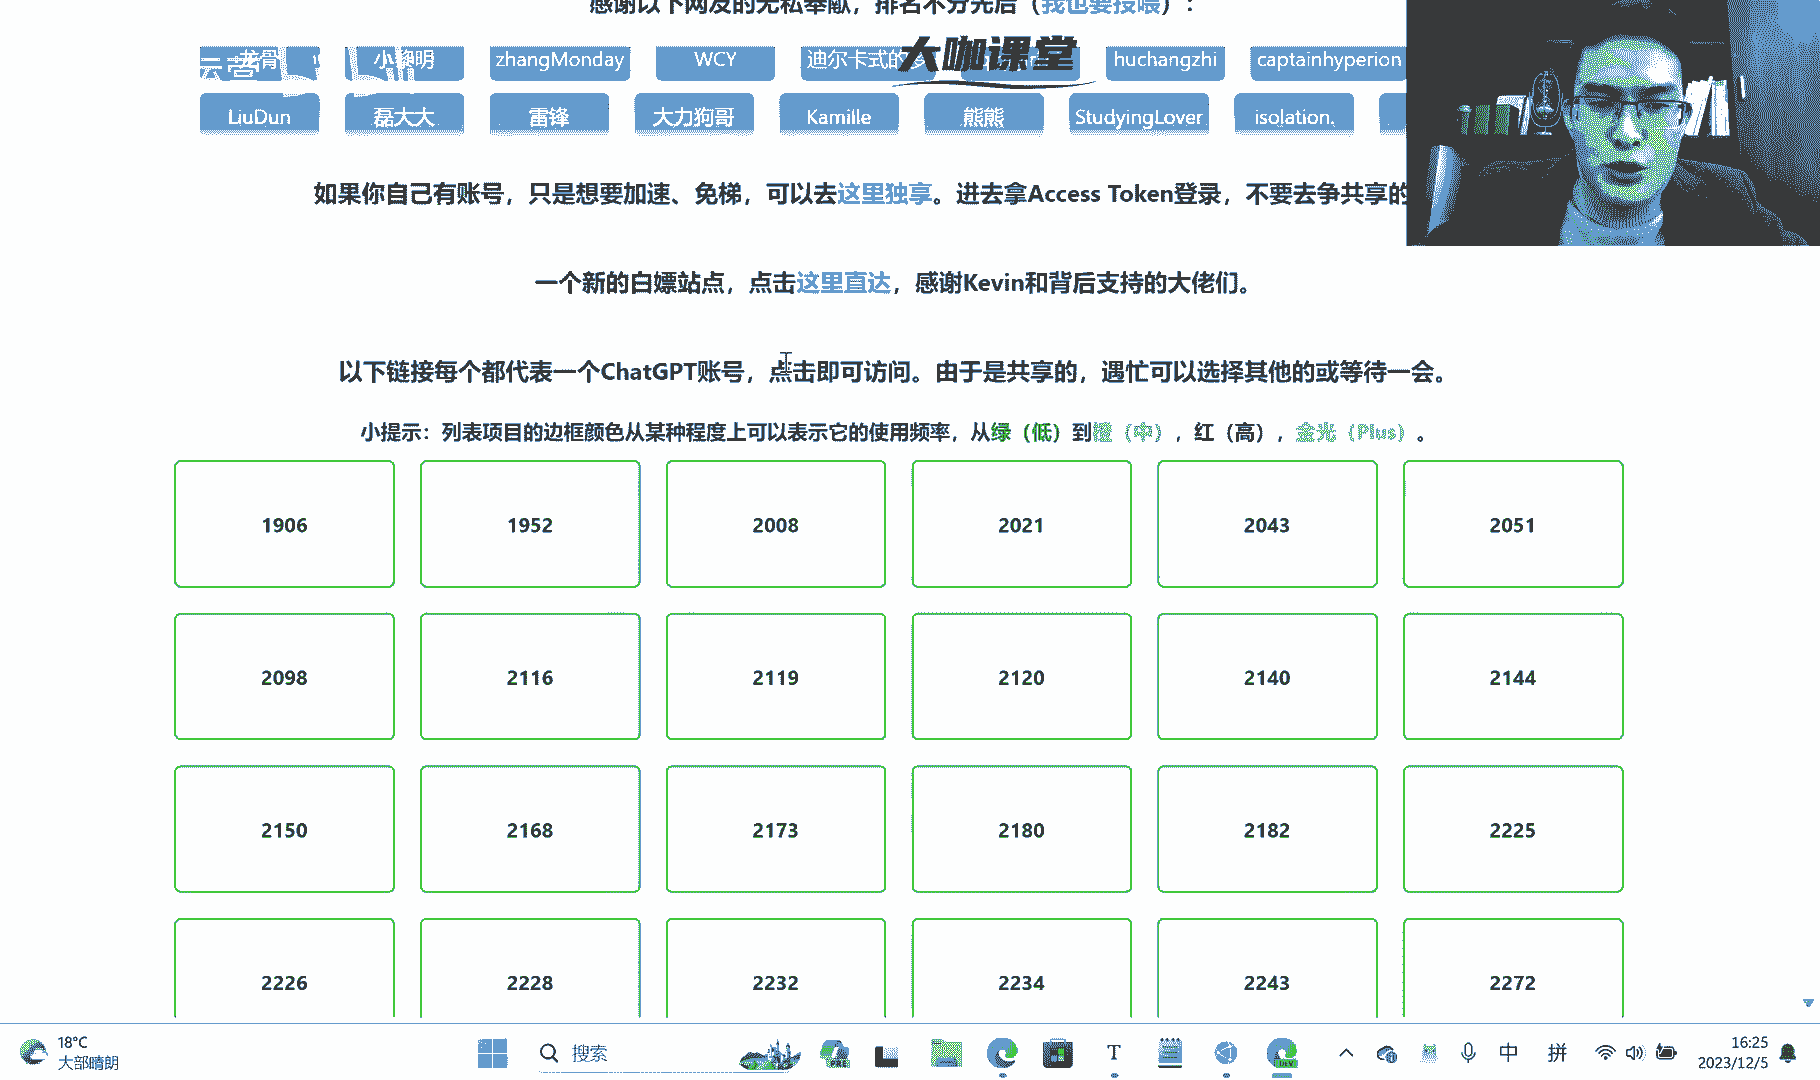 感谢以下网友的无私奉献，排名不分先后（我也要投喂）：
龙骨 小黎明 zhangMonday WCY 迪尔卡式的 大咖课堂 huchangzhi captainhyperion
LiuDun 磊大大 雷锋 大力狗哥 Kamille 熊熊 StudyingLover isolation.
如果你自己有账号，只是想要加速、免梯，可以去这里独享。进去拿Access Token登录，不要去争共享的
一个新的白嫖站点，点击这里直达，感谢Kevin和背后支持的大佬们。
以下链接每个都代表一个ChatGPT账号，点击即可访问。由于是共享的，遇忙可以选择其他的或等待一会。
小提示：列表项目的边框颜色从某种程度上可以表示它的使用频率，从绿（低）到橙（中），红（高），金光（Plus）。
1906 1952 2008 2021 2043 2051
2098 2116 2119 2120 2140 2144
2150 2168 2173 2180 2182 2225
2226 2228 2232 2234 2243 2272
18°C
大部晴朗
搜索
PRE
DEV
中 拼
16:25
2023/12/5